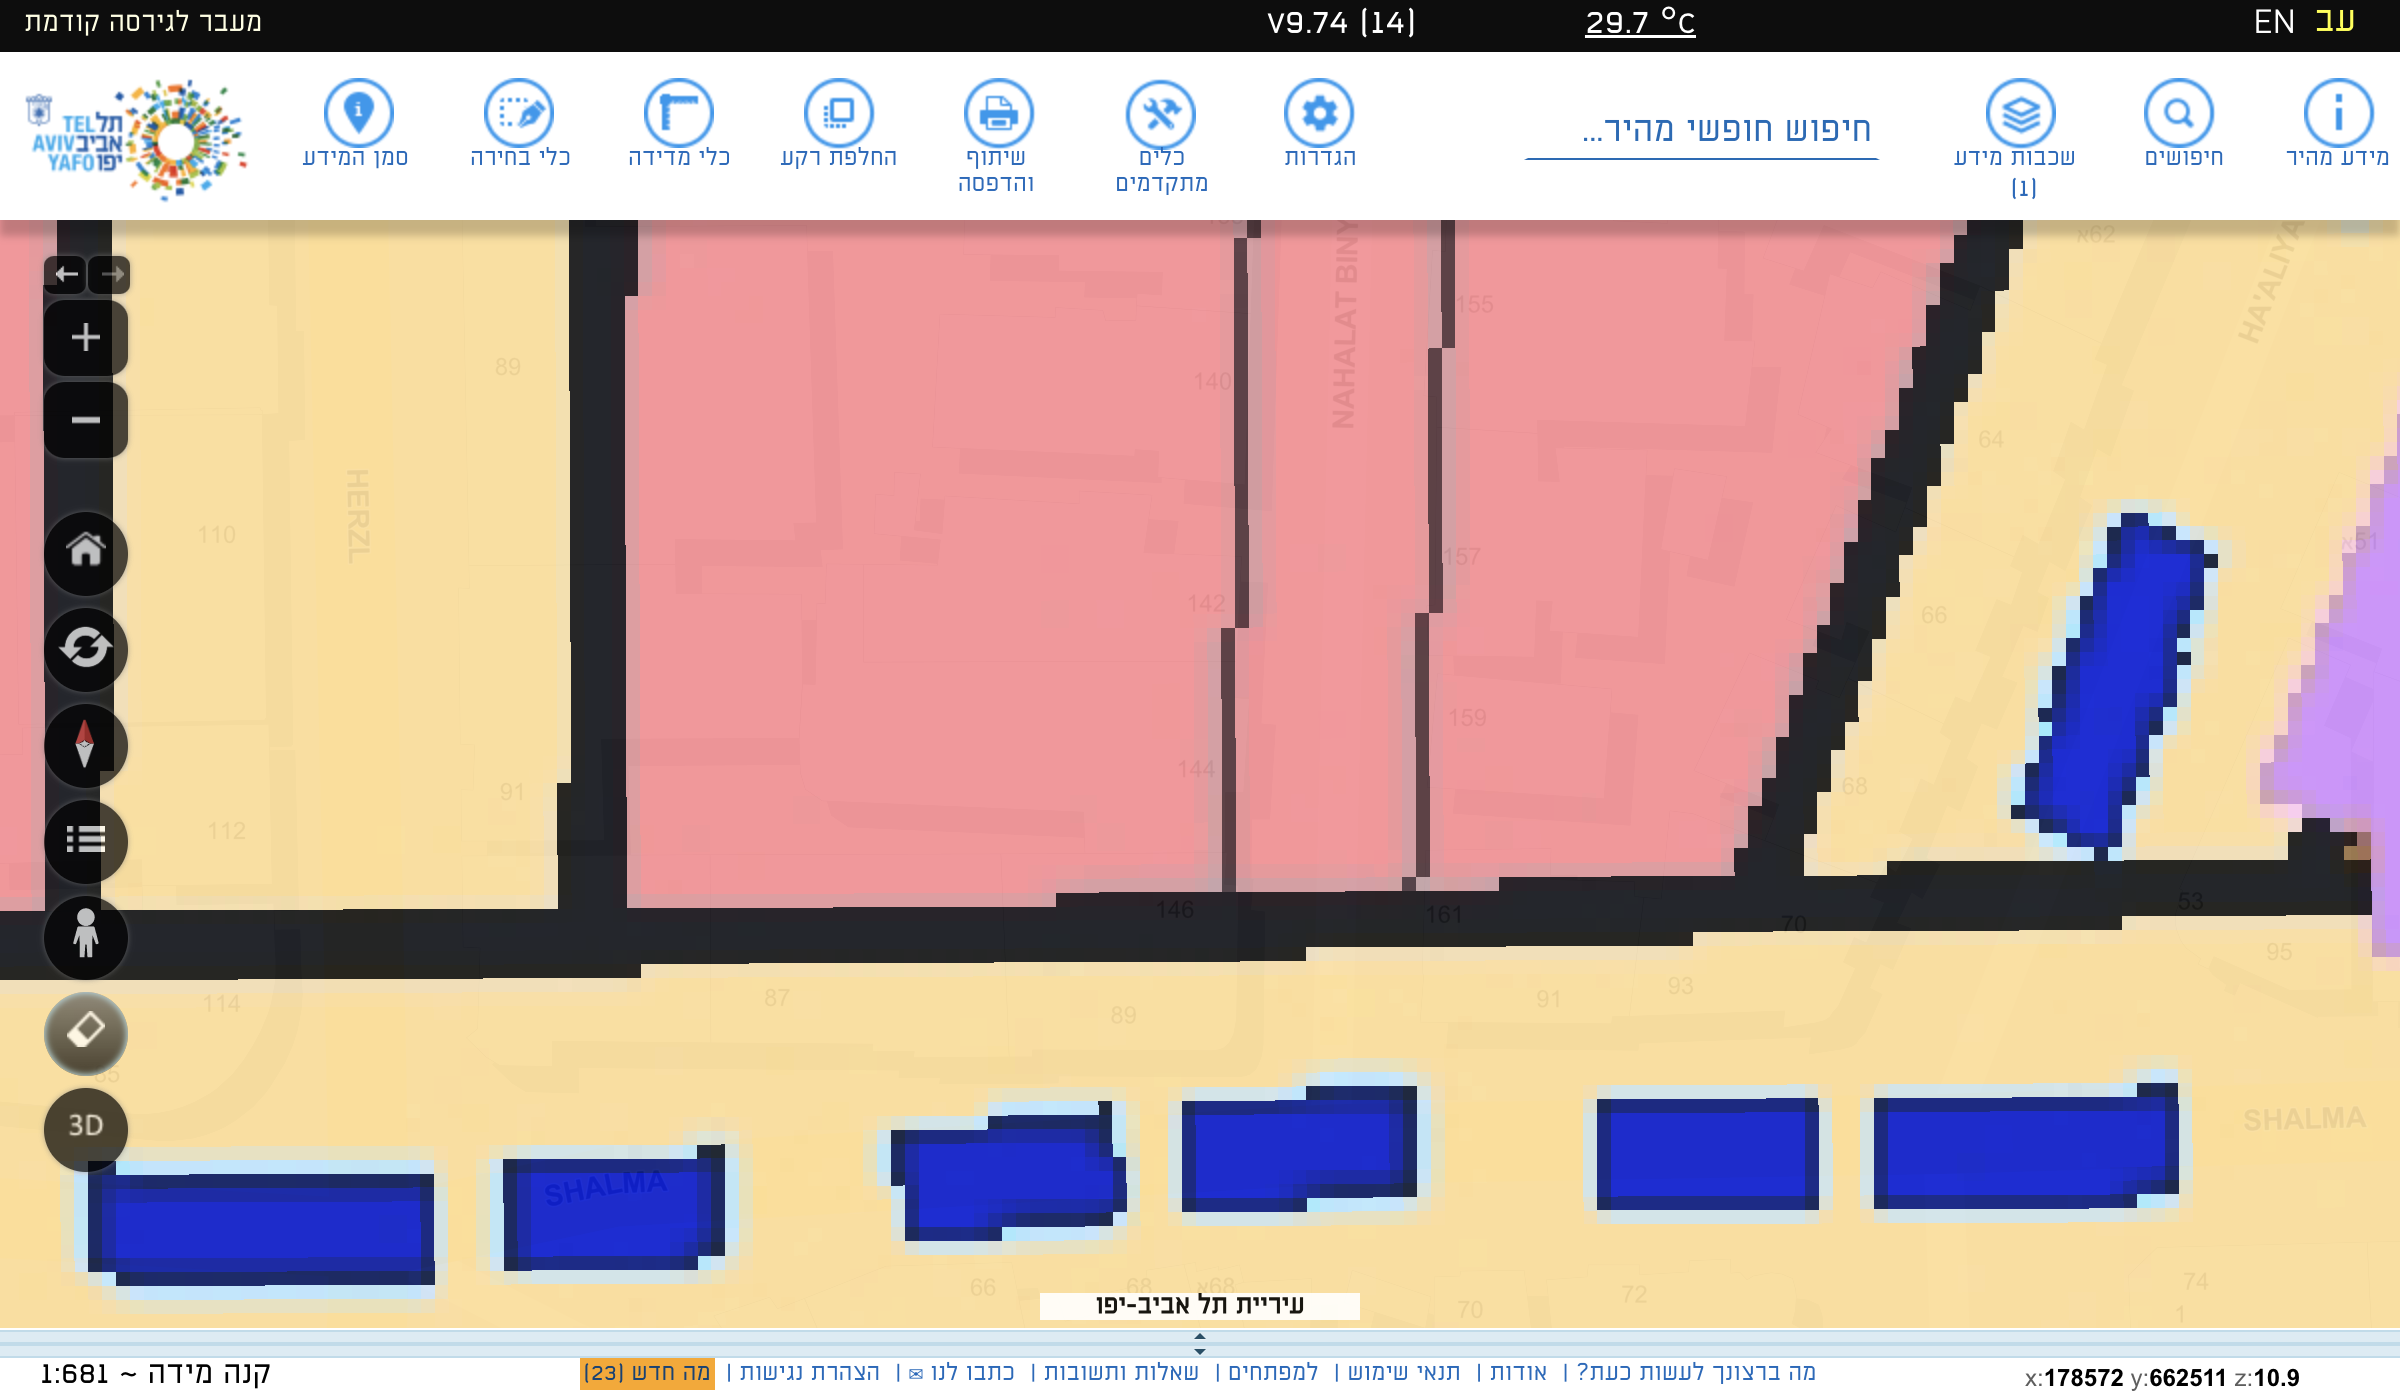 עב EN
29.7 °C
V9.74 (14)
מעבר לגירסה קודמת
מידע מהיר
חיפושים
שכבות מידע
(1)
חיפוש חופשי מהיר...
הגדרות
כלים
מתקדמים
שיתוף
והדפסה
החלפת רקע
כלי מדידה
כלי בחירה
סמן המידע
תל TEL
אביב AVIV
יפו YAFO
62א
HA'ALIYA
NAHALAT BINY
155
89
140
64
HERZL
110
157
51א
142
66
159
144
68
91
112
146
161
70
53
95
114
87
89
91
93
85
3D
SHALMA
SHALMA
66
68
68א
70
72
74
1
עיריית תל אביב-יפו
מה ברצונך לעשות כעת? | אודות | תנאי שימוש | למפתחים | שאלות ותשובות | כתבו לנו ✉ | הצהרת נגישות | מה חדש (23)
קנה מידה ~ 1:681
x:178572 y:662511 z:10.9